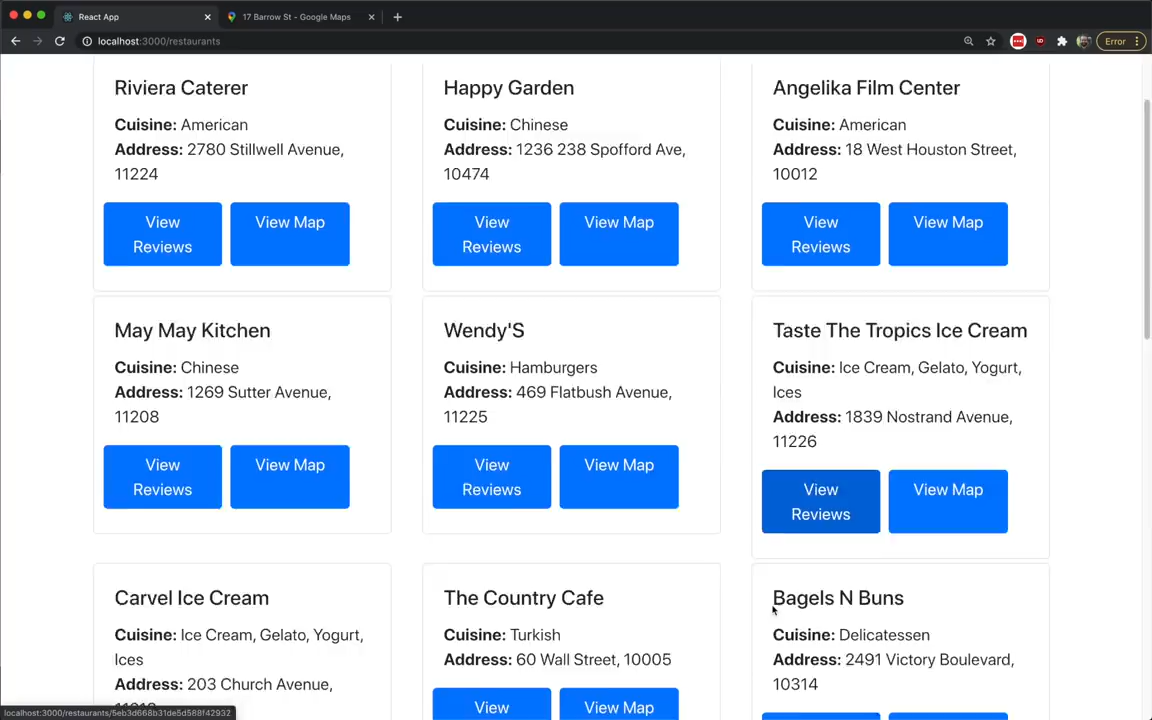 React App
17 Barrow St - Google Maps
localhost:3000/restaurants
Error
Riviera Caterer
Cuisine: American
Address: 2780 Stillwell Avenue,
11224
View
Reviews
View Map
Happy Garden
Cuisine: Chinese
Address: 1236 238 Spofford Ave,
10474
View
Reviews
View Map
Angelika Film Center
Cuisine: American
Address: 18 West Houston Street,
10012
View
Reviews
View Map
May May Kitchen
Cuisine: Chinese
Address: 1269 Sutter Avenue,
11208
View
Reviews
View Map
Wendy'S
Cuisine: Hamburgers
Address: 469 Flatbush Avenue,
11225
View
Reviews
View Map
Taste The Tropics Ice Cream
Cuisine: Ice Cream, Gelato, Yogurt,
Ices
Address: 1839 Nostrand Avenue,
11226
View
Reviews
View Map
Carvel Ice Cream
Cuisine: Ice Cream, Gelato, Yogurt,
Ices
Address: 203 Church Avenue,
The Country Cafe
Cuisine: Turkish
Address: 60 Wall Street, 10005
View
View Map
Bagels N Buns
Cuisine: Delicatessen
Address: 2491 Victory Boulevard,
10314
localhost:3000/restaurants/5eb3d668b31de5d588f42932